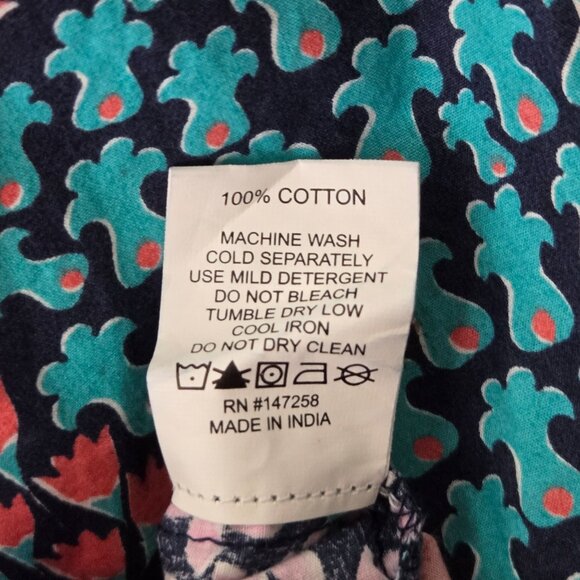 100% COTTON
MACHINE WASH
COLD SEPARATELY
USE MILD DETERGENT
DO NOT BLEACH
TUMBLE DRY LOW
COOL IRON
DO NOT DRY CLEAN
RN #147258
MADE IN INDIA